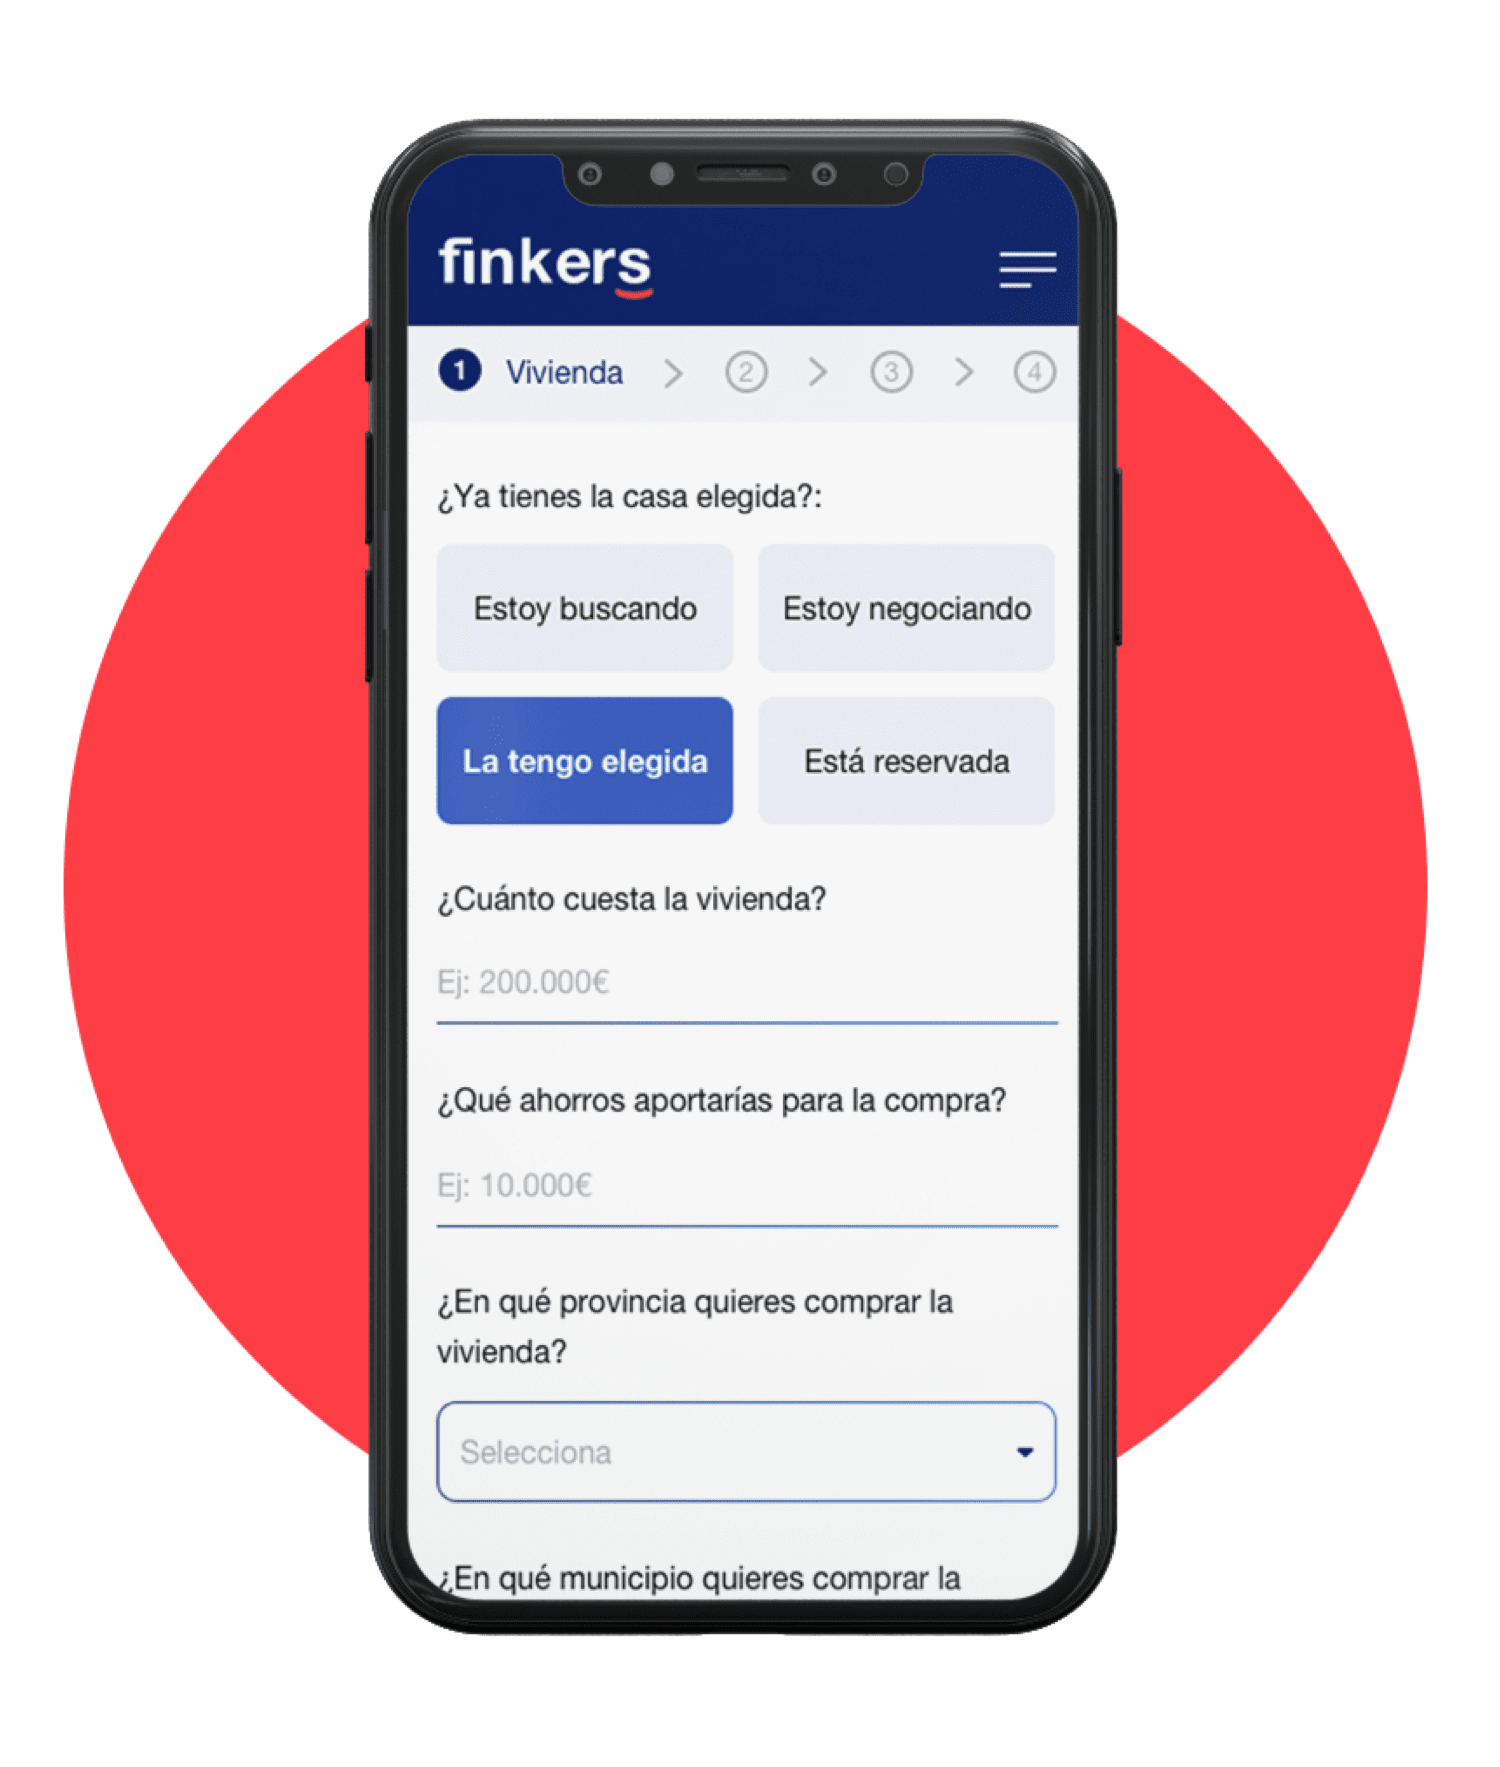 finkers
1 Vivienda > 2 > 3 > 4
¿Ya tienes la casa elegida?:
Estoy buscando
Estoy negociando
La tengo elegida
Está reservada
¿Cuánto cuesta la vivienda?
Ej: 200.000€
¿Qué ahorros aportarías para la compra?
Ej: 10.000€
¿En qué provincia quieres comprar la
vivienda?
Selecciona
¿En qué municipio quieres comprar la